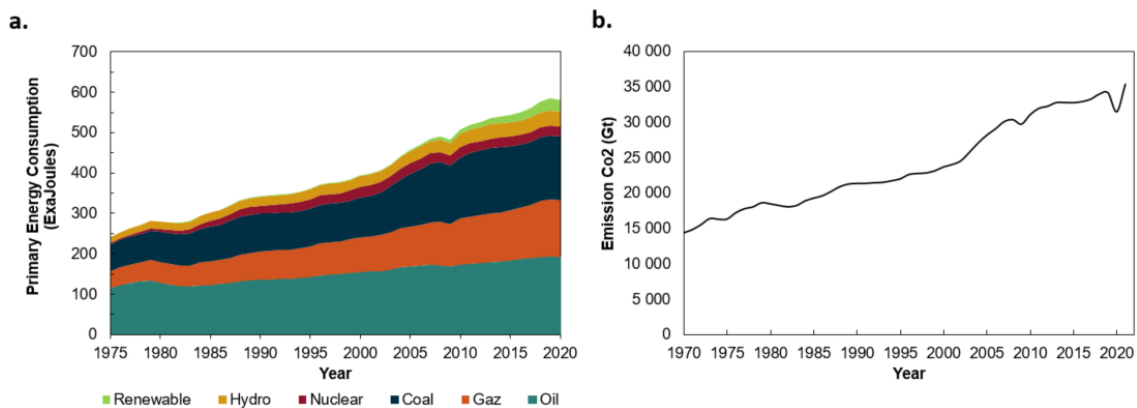 a.
Primary Energy Consumption
(ExaJoules)
700
600
500
400
300
200
100
0
1975 1980 1985 1990 1995 2000 2005 2010 2015 2020
Year
Renewable Hydro Nuclear Coal Gaz Oil
b.
Emission Co2 (Gt)
40 000
35 000
30 000
25 000
20 000
15 000
10 000
5 000
0
1970 1975 1980 1985 1990 1995 2000 2005 2010 2015 2020
Year